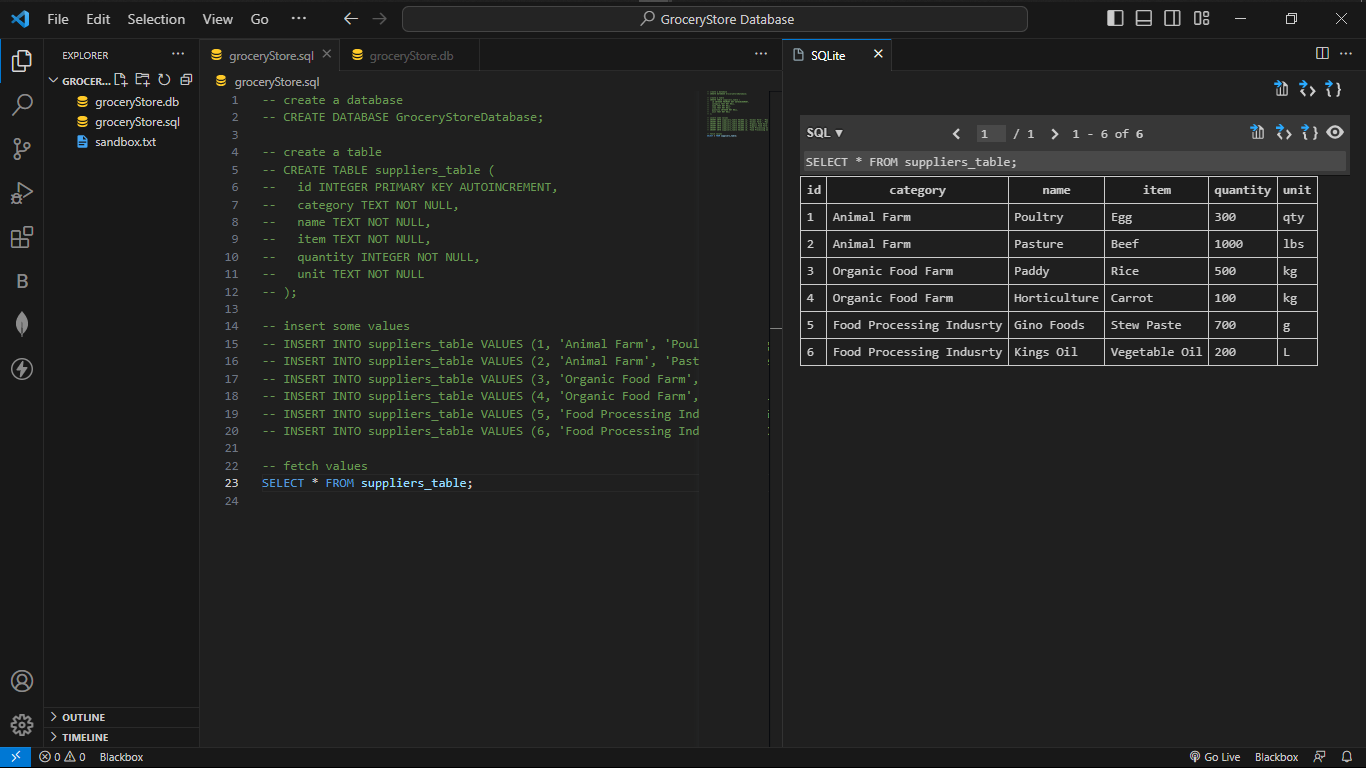 File Edit Selection View Go ··· GroceryStore Database
EXPLORER ···
GROCER...
groceryStore.db
groceryStore.sql
sandbox.txt
OUTLINE
TIMELINE
groceryStore.sql groceryStore.db ···
groceryStore.sql
1 -- create a database
2 -- CREATE DATABASE GroceryStoreDatabase;
3
4 -- create a table
5 -- CREATE TABLE suppliers_table (
6 --   id INTEGER PRIMARY KEY AUTOINCREMENT,
7 --   category TEXT NOT NULL,
8 --   name TEXT NOT NULL,
9 --   item TEXT NOT NULL,
10 --   quantity INTEGER NOT NULL,
11 --   unit TEXT NOT NULL
12 -- );
13
14 -- insert some values
15 -- INSERT INTO suppliers_table VALUES (1, 'Animal Farm', 'Poul
16 -- INSERT INTO suppliers_table VALUES (2, 'Animal Farm', 'Past
17 -- INSERT INTO suppliers_table VALUES (3, 'Organic Food Farm',
18 -- INSERT INTO suppliers_table VALUES (4, 'Organic Food Farm',
19 -- INSERT INTO suppliers_table VALUES (5, 'Food Processing Ind
20 -- INSERT INTO suppliers_table VALUES (6, 'Food Processing Ind
21
22 -- fetch values
23 SELECT * FROM suppliers_table;
24
SQLite ···
SQL ▼ 1 / 1 1 - 6 of 6
SELECT * FROM suppliers_table;
id category name item quantity unit
1 Animal Farm Poultry Egg 300 qty
2 Animal Farm Pasture Beef 1000 lbs
3 Organic Food Farm Paddy Rice 500 kg
4 Organic Food Farm Horticulture Carrot 100 kg
5 Food Processing Indusrty Gino Foods Stew Paste 700 g
6 Food Processing Indusrty Kings Oil Vegetable Oil 200 L
B
0 0 Blackbox Go Live Blackbox